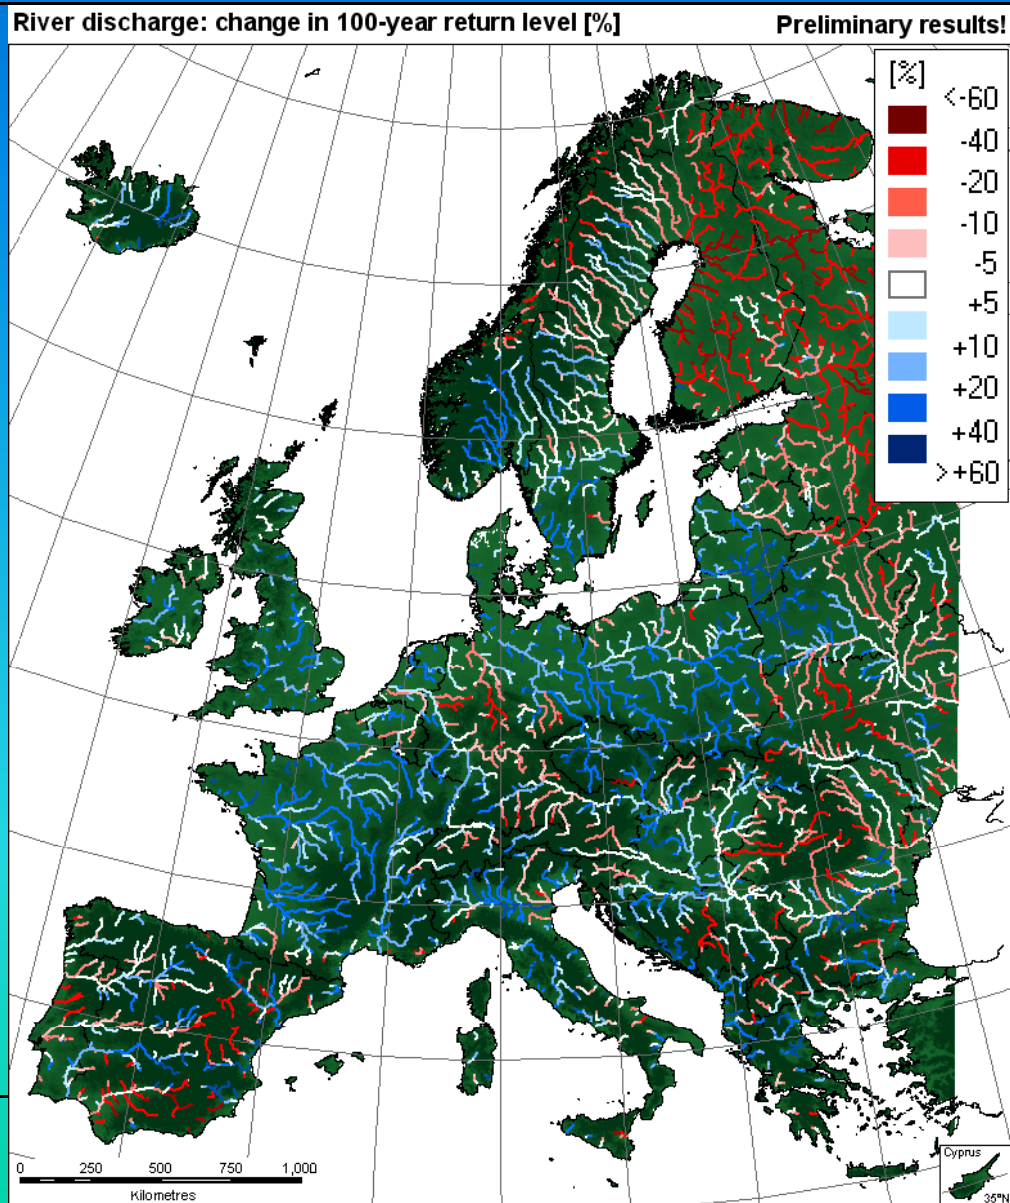 River discharge: change in 100-year return level [%] Preliminary results!
[%]
<-60
-40
-20
-10
-5
+5
+10
+20
+40
>+60
0 250 500 750 1,000
Kilometres
Cyprus
35°N